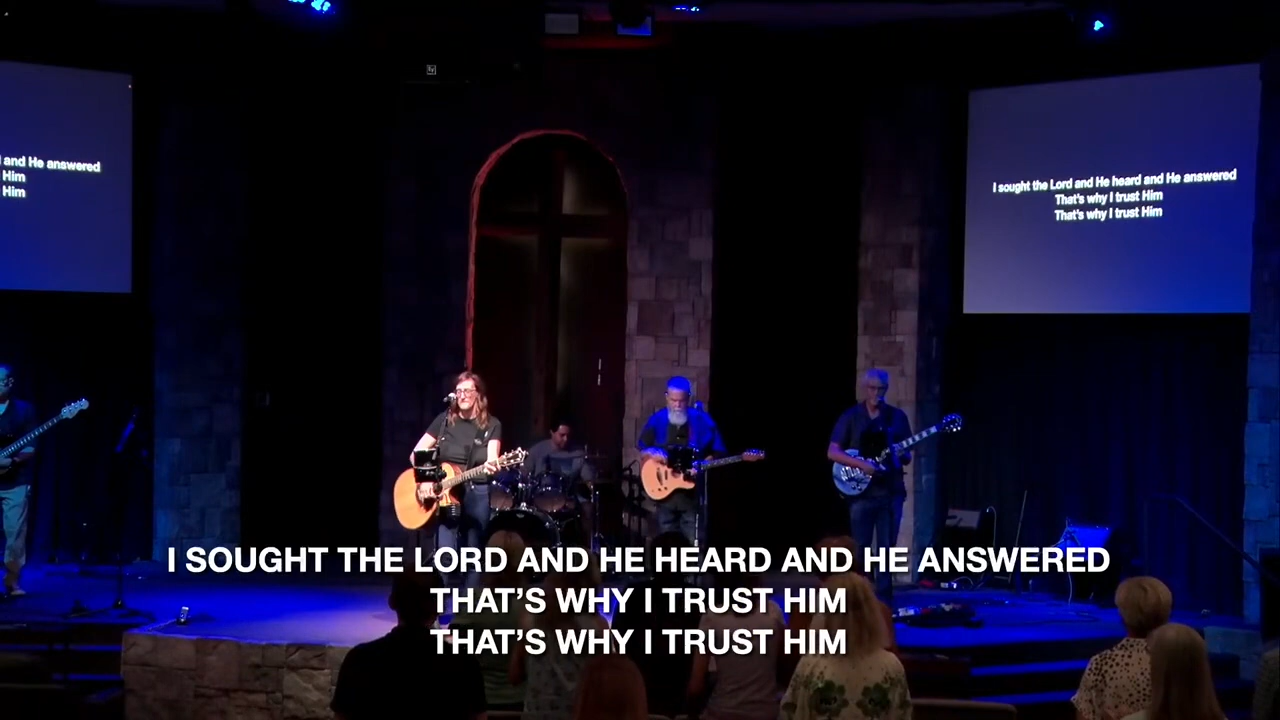 and He answered
Him
Him
I sought the Lord and He heard and He answered
That's why I trust Him
That's why I trust Him
I SOUGHT THE LORD AND HE HEARD AND HE ANSWERED
THAT'S WHY I TRUST HIM
THAT'S WHY I TRUST HIM